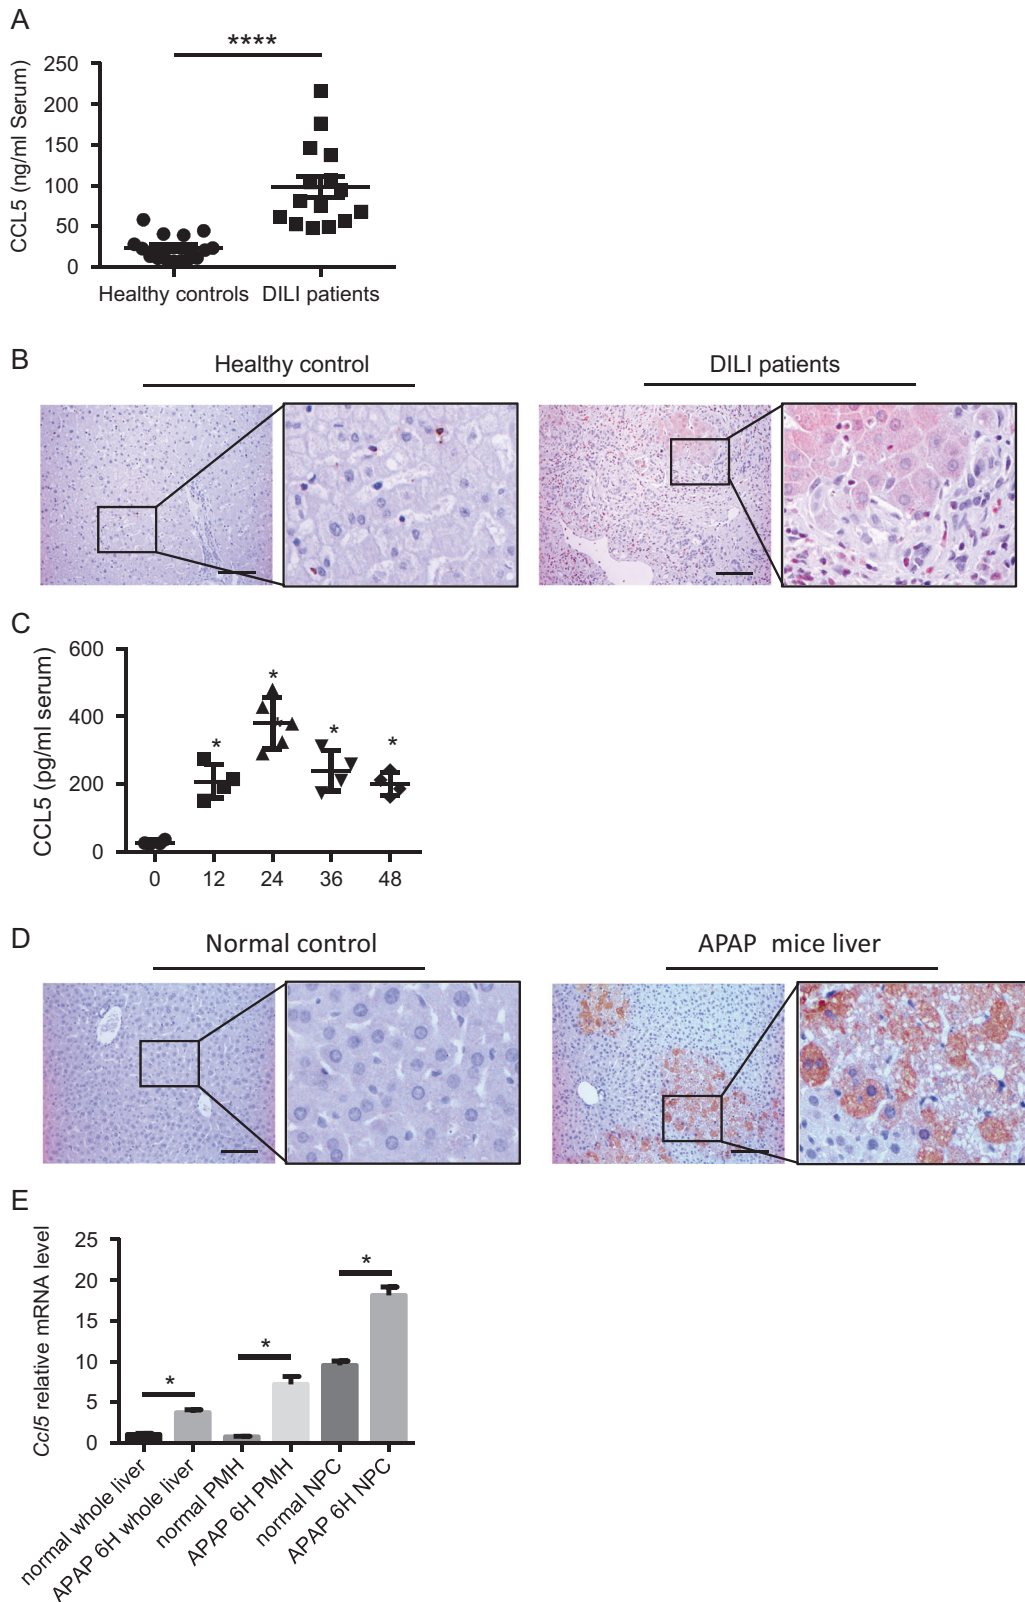 A
****
CCL5 (ng/ml Serum)
250
200
150
100
50
0
Healthy controls
DILI patients
B
Healthy control
DILI patients
C
CCL5 (pg/ml serum)
600
400
200
0
*
*
*
*
0
12
24
36
48
D
Normal control
APAP mice liver
E
Ccl5 relative mRNA level
25
20
15
10
5
0
*
*
*
normal whole liver
APAP 6H whole liver
normal PMH
APAP 6H PMH
normal NPC
APAP 6H NPC